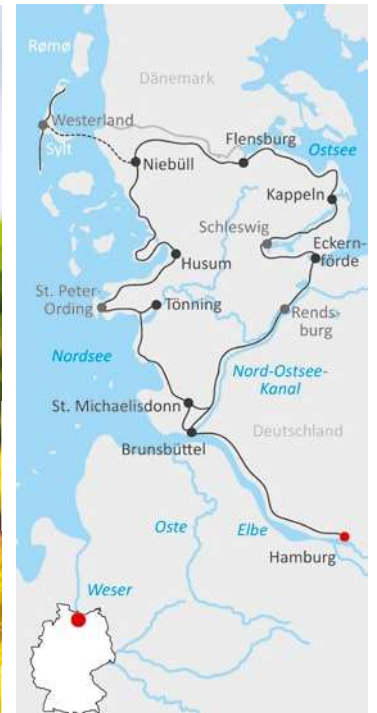 Rømø
Dänemark
Westerland
Sylt
Flensburg
Ostsee
Niebüll
Kappeln
Schleswig
Eckern-
förde
Husum
St. Peter-
Ording
Tönning
Rends-
burg
Nordsee
Nord-Ostsee-
Kanal
St. Michaelisdonn
Deutschland
Brunsbüttel
Oste
Elbe
Hamburg
Weser